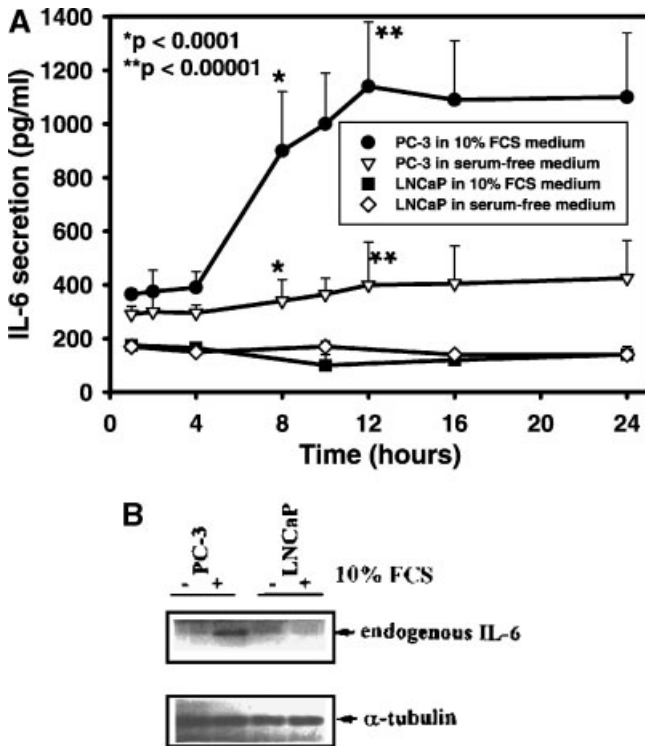 A
*p < 0.0001
**p < 0.00001
IL-6 secretion (pg/ml)
1400
1200
1000
800
600
400
200
0
*
**
*
**
PC-3 in 10% FCS medium
PC-3 in serum-free medium
LNCaP in 10% FCS medium
LNCaP in serum-free medium
0 4 8 12 16 20 24
Time (hours)
B
PC-3 LNCaP
- + - + 10% FCS
endogenous IL-6
α-tubulin